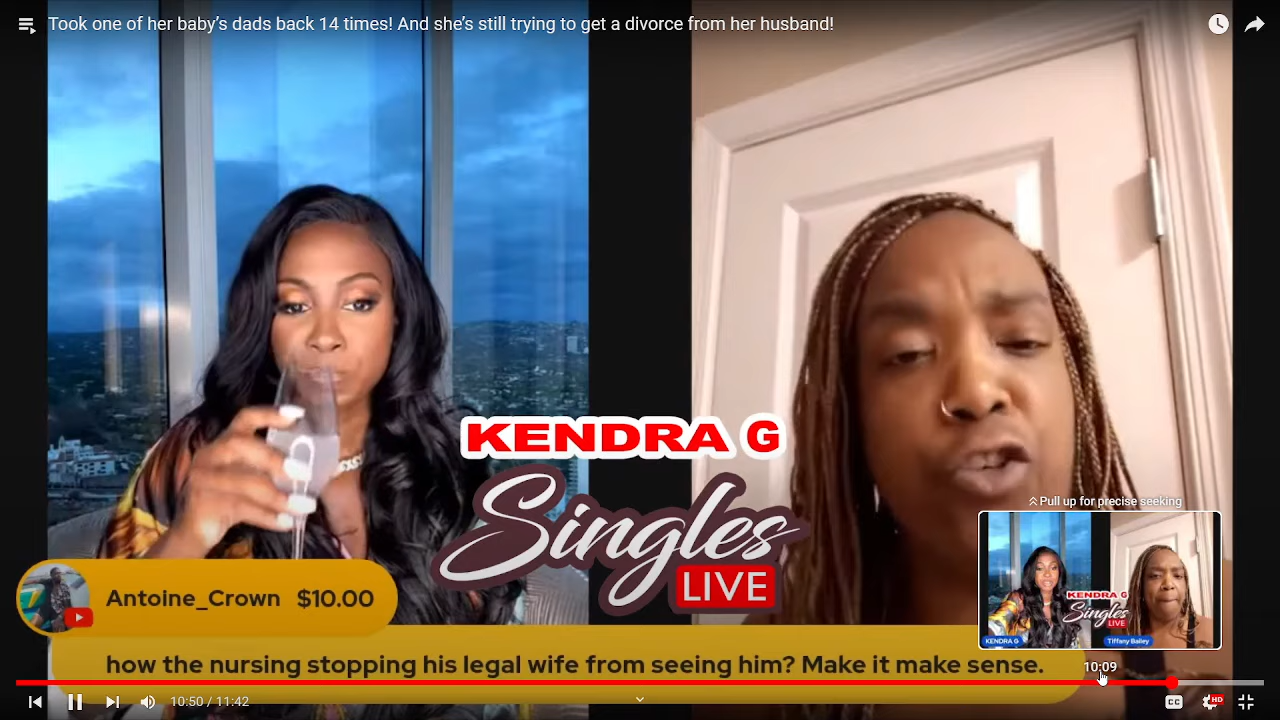 Took one of her baby’s dads back 14 times! And she’s still trying to get a divorce from her husband!
KENDRA G
Singles
LIVE
Antoine_Crown $10.00
how the nursing stopping his legal wife from seeing him? Make it make sense.
Pull up for precise seeking
KENDRA G
Singles
LIVE
KENDRA G
Tiffany Bailey
10:09
10:50 / 11:42
CC
HD